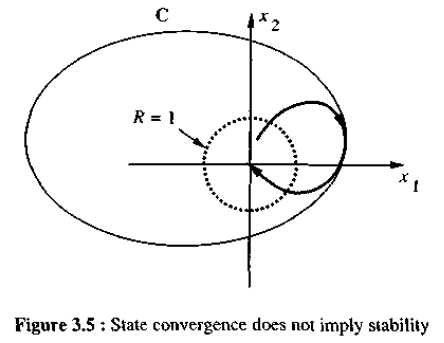 C
x2
R = 1
x1
Figure 3.5 : State convergence does not imply stability